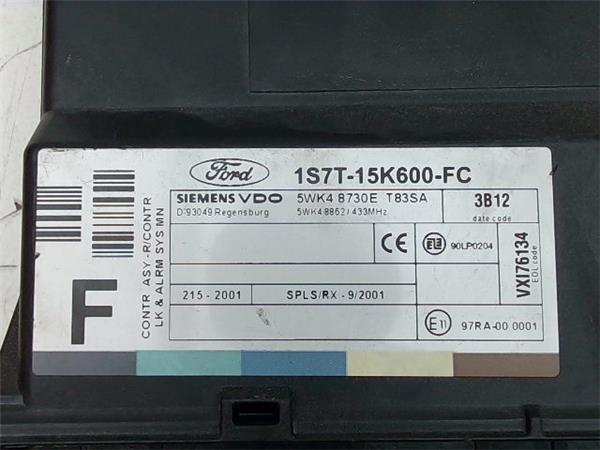 Ford
1S7T-15K600-FC
SIEMENS VDO
5WK4 8730E T83SA
3B12
D-93049 Regensburg
5WK4 8862 / 433MHz
date code
CE
90LP0204
VXI76134
EOL code
CONTR ASY -R/CONTR
LK & ALRM SYS MN
F
215 - 2001
SPLS/RX - 9/2001
E11
97RA-00 0001